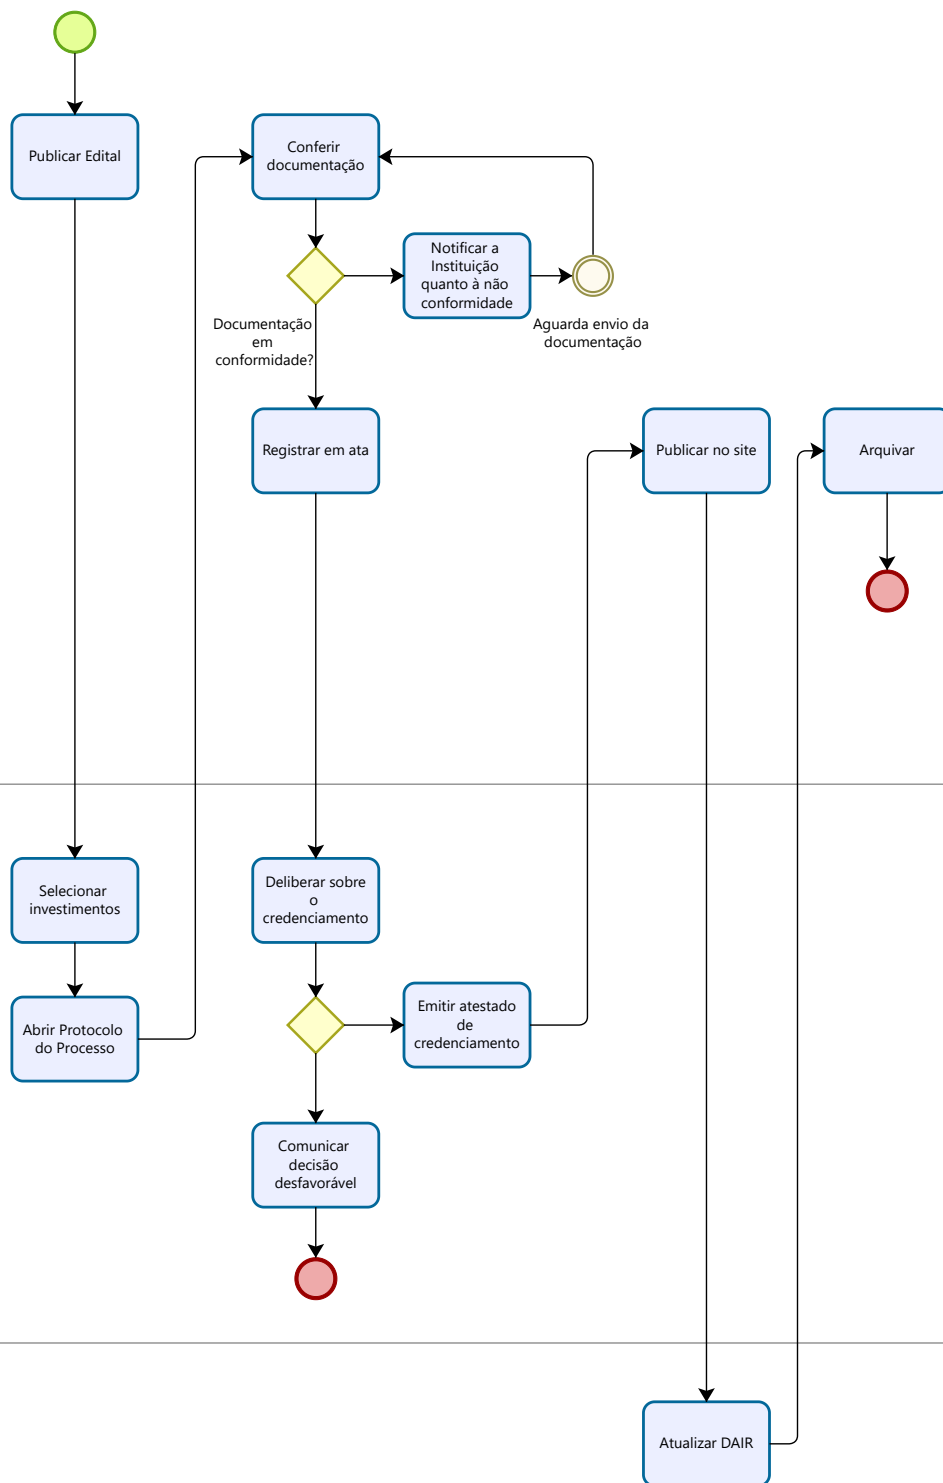 Publicar Edital
Conferir
documentação
Notificar a
Instituição
quanto à não
conformidade
Documentação
em
conformidade?
Aguarda envio da
documentação
Registrar em ata
Publicar no site
Arquivar
Selecionar
investimentos
Deliberar sobre
o
credenciamento
Abrir Protocolo
do Processo
Emitir atestado
de
credenciamento
Comunicar
decisão
desfavorável
Atualizar DAIR